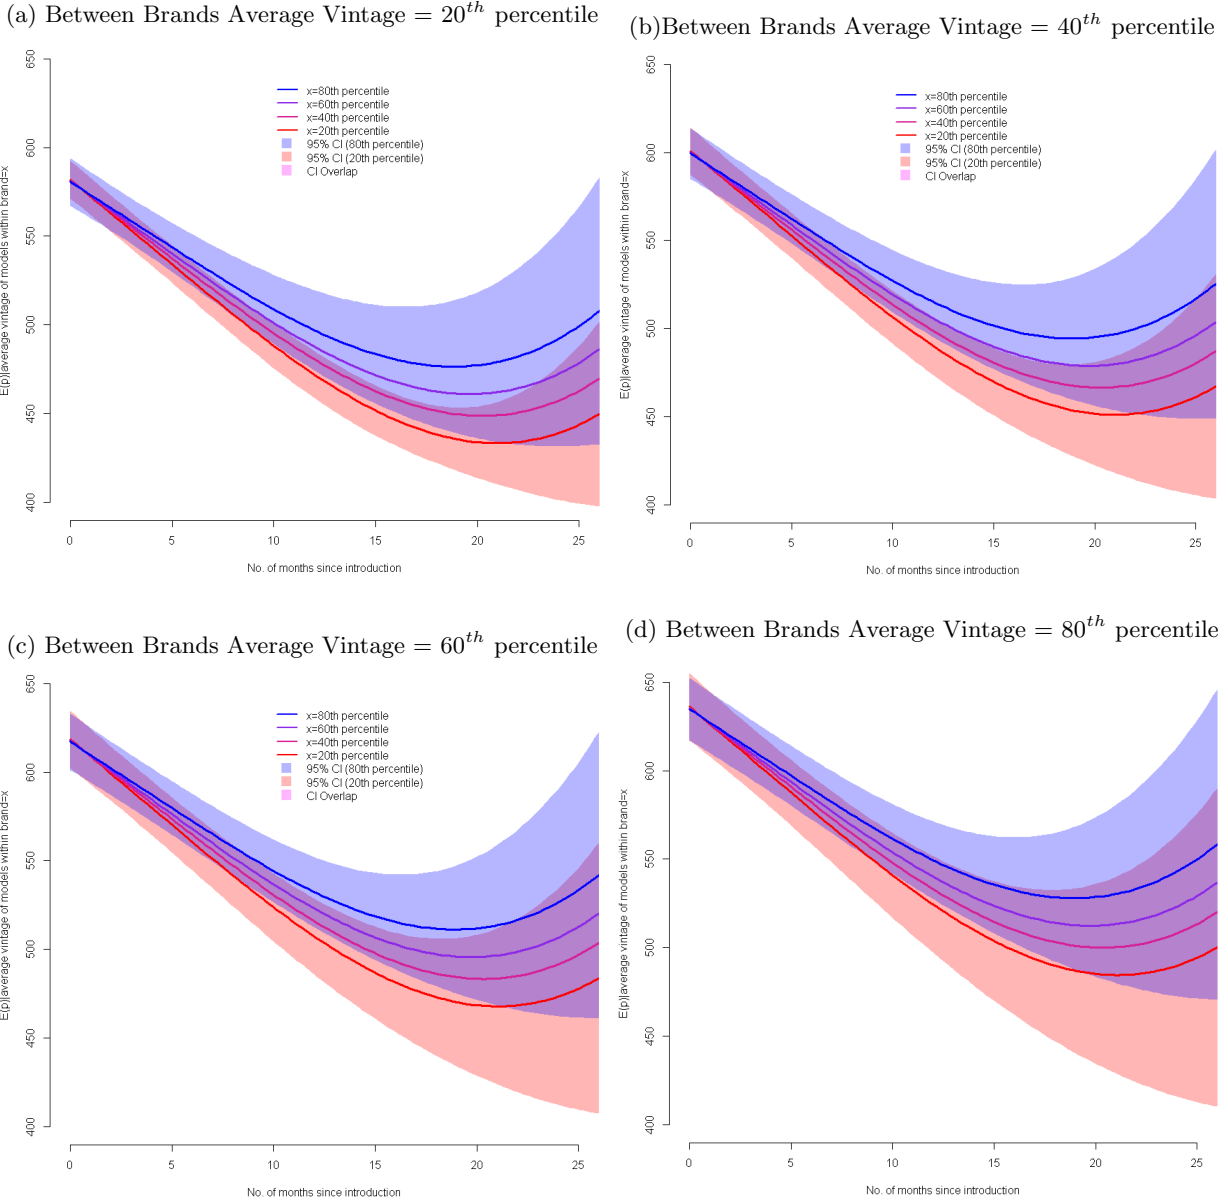 (a) Between Brands Average Vintage = 20th percentile
650
600
550
500
450
400
E(p)|average vintage of models within brand=x
x=80th percentile
x=60th percentile
x=40th percentile
x=20th percentile
95% CI (80th percentile)
95% CI (20th percentile)
CI Overlap
0 5 10 15 20 25
No. of months since introduction
(b)Between Brands Average Vintage = 40th percentile
650
600
550
500
450
400
E(p)|average vintage of models within brand=x
x=80th percentile
x=60th percentile
x=40th percentile
x=20th percentile
95% CI (80th percentile)
95% CI (20th percentile)
CI Overlap
0 5 10 15 20 25
No. of months since introduction
(c) Between Brands Average Vintage = 60th percentile
650
600
550
500
450
400
E(p)|average vintage of models within brand=x
x=80th percentile
x=60th percentile
x=40th percentile
x=20th percentile
95% CI (80th percentile)
95% CI (20th percentile)
CI Overlap
0 5 10 15 20 25
No. of months since introduction
(d) Between Brands Average Vintage = 80th percentile
650
600
550
500
450
400
E(p)|average vintage of models within brand=x
0 5 10 15 20 25
No. of months since introduction